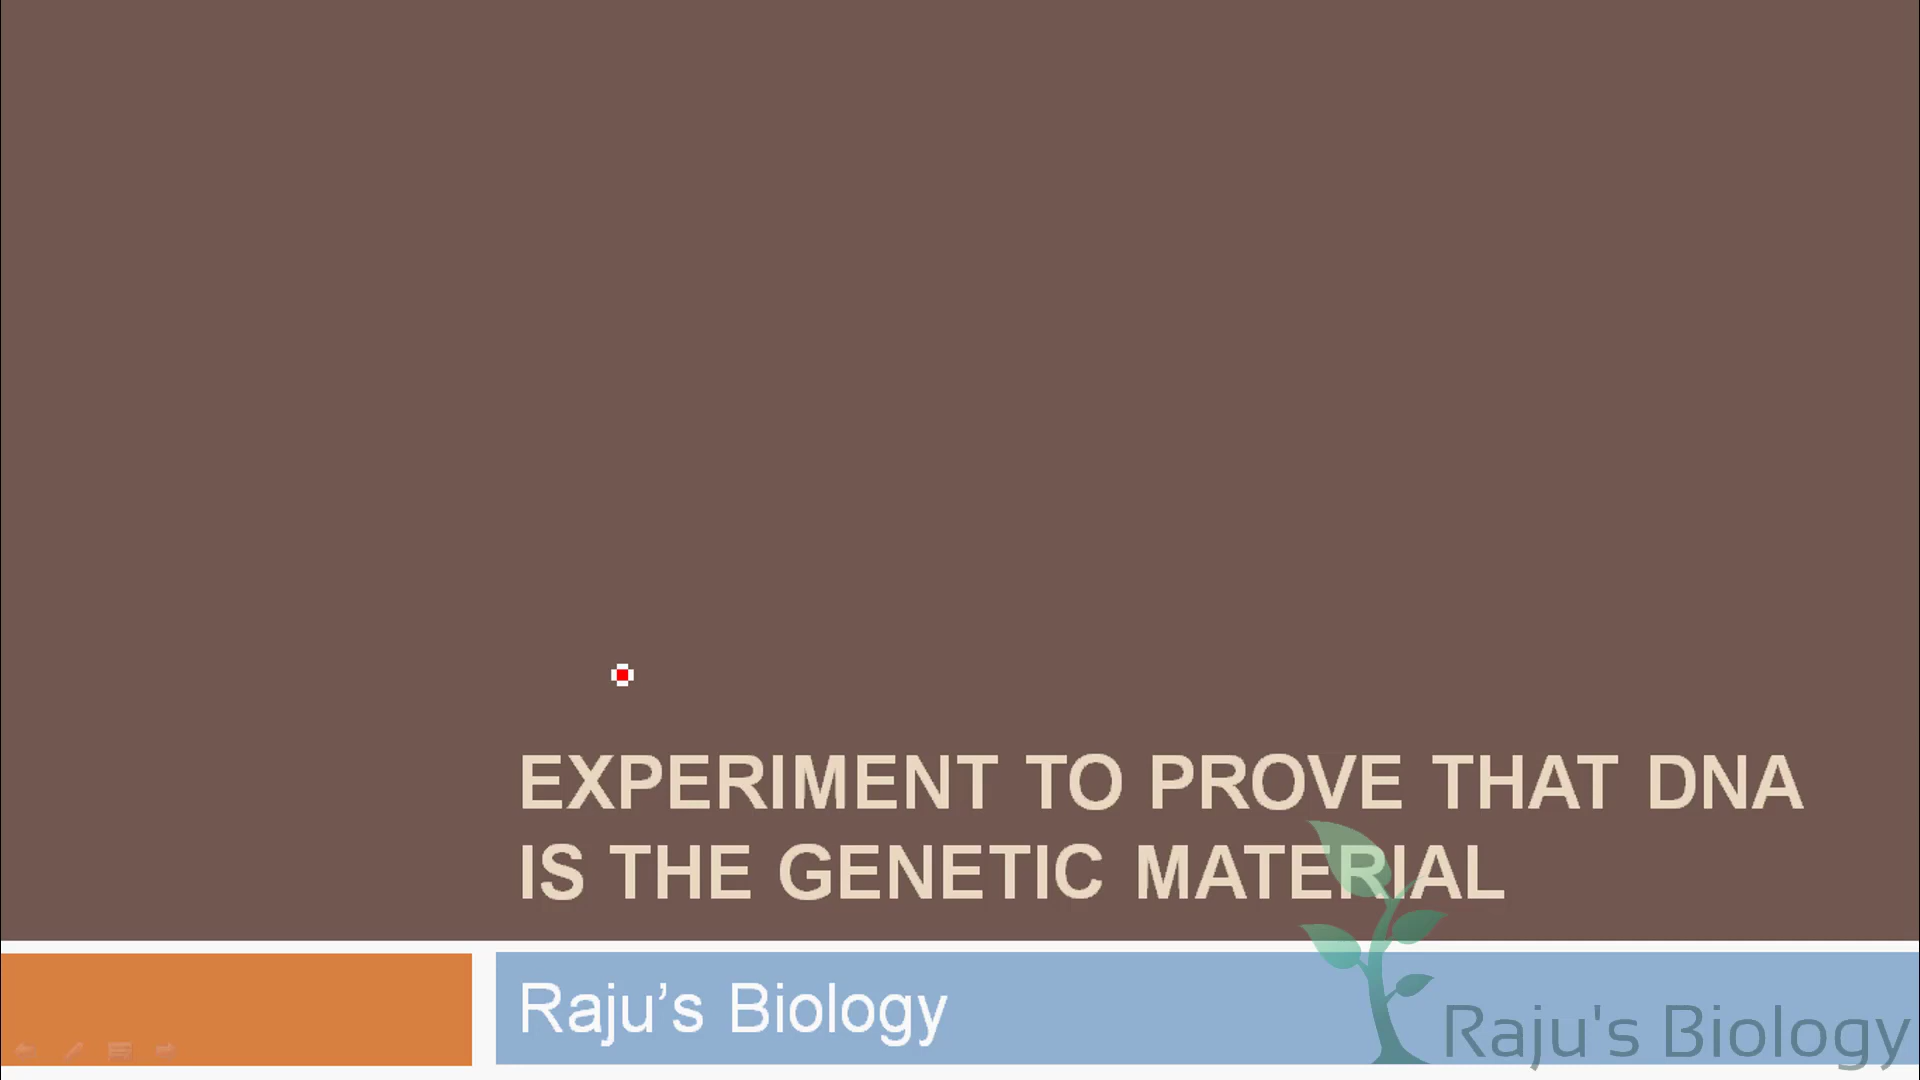 EXPERIMENT TO PROVE THAT DNA
IS THE GENETIC MATERIAL
Raju’s Biology
Raju's Biology